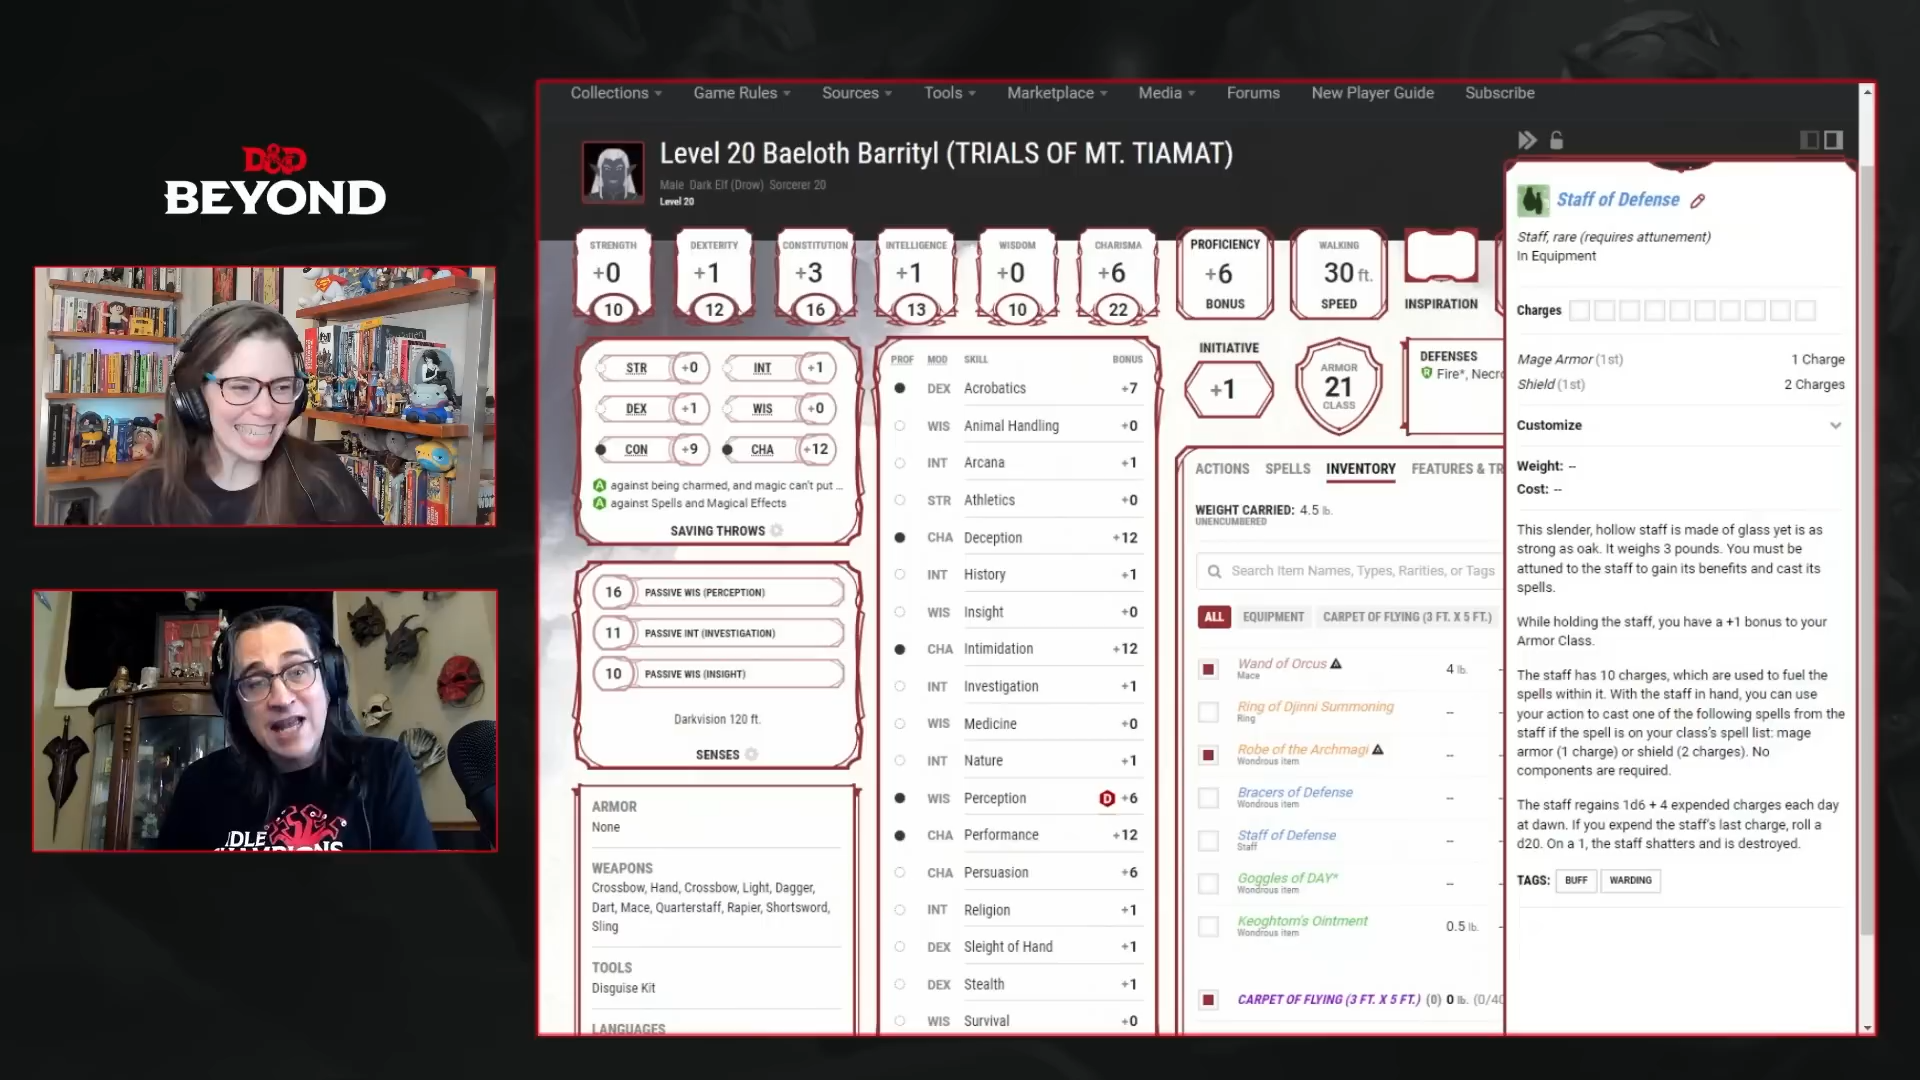 D&D
BEYOND
Collections
Game Rules
Sources
Tools
Marketplace
Media
Forums
New Player Guide
Subscribe
Level 20 Baeloth Barrityl (TRIALS OF MT. TIAMAT)
Male Dark Elf (Drow) Sorcerer 20
Level 20
STRENGTH
+0
10
DEXTERITY
+1
12
CONSTITUTION
+3
16
INTELLIGENCE
+1
13
WISDOM
+0
10
CHARISMA
+6
22
PROFICIENCY
+6
BONUS
WALKING
30 ft.
SPEED
INSPIRATION
STR +0
INT +1
DEX +1
WIS +0
CON +9
CHA +12
A against being charmed, and magic can't put ...
A against Spells and Magical Effects
SAVING THROWS
16 PASSIVE WIS (PERCEPTION)
11 PASSIVE INT (INVESTIGATION)
10 PASSIVE WIS (INSIGHT)
Darkvision 120 ft.
SENSES
ARMOR
None
WEAPONS
Crossbow, Hand, Crossbow, Light, Dagger,
Dart, Mace, Quarterstaff, Rapier, Shortsword,
Sling
TOOLS
Disguise Kit
LANGUAGES
PROF MOD SKILL BONUS
DEX Acrobatics +7
WIS Animal Handling +0
INT Arcana +1
STR Athletics +0
CHA Deception +12
INT History +1
WIS Insight +0
CHA Intimidation +12
INT Investigation +1
WIS Medicine +0
INT Nature +1
WIS Perception D +6
CHA Performance +12
CHA Persuasion +6
INT Religion +1
DEX Sleight of Hand +1
DEX Stealth +1
WIS Survival +0
INITIATIVE
+1
ARMOR
21
CLASS
DEFENSES
R Fire*, Necro
ACTIONS SPELLS INVENTORY FEATURES & TR
WEIGHT CARRIED: 4.5 lb.
UNENCUMBERED
Search Item Names, Types, Rarities, or Tags
ALL EQUIPMENT CARPET OF FLYING (3 FT. X 5 FT.)
Wand of Orcus 4 lb. --
Mace
Ring of Djinni Summoning -- --
Ring
Robe of the Archmagi -- --
Wondrous item
Bracers of Defense -- --
Wondrous item
Staff of Defense -- --
Staff
Goggles of DAY* -- --
Wondrous item
Keoghtom's Ointment 0.5 lb. --
Wondrous item
CARPET OF FLYING (3 FT. X 5 FT.) (0) 0 lb. (0/40
Staff of Defense
Staff, rare (requires attunement)
In Equipment
Charges
Mage Armor (1st) 1 Charge
Shield (1st) 2 Charges
Customize
Weight: --
Cost: --
This slender, hollow staff is made of glass yet is as
strong as oak. It weighs 3 pounds. You must be
attuned to the staff to gain its benefits and cast its
spells.
While holding the staff, you have a +1 bonus to your
Armor Class.
The staff has 10 charges, which are used to fuel the
spells within it. With the staff in hand, you can use
your action to cast one of the following spells from the
staff if the spell is on your class's spell list: mage
armor (1 charge) or shield (2 charges). No
components are required.
The staff regains 1d6 + 4 expended charges each day
at dawn. If you expend the staff's last charge, roll a
d20. On a 1, the staff shatters and is destroyed.
TAGS: BUFF WARDING
IDLE
CHAMPIONS